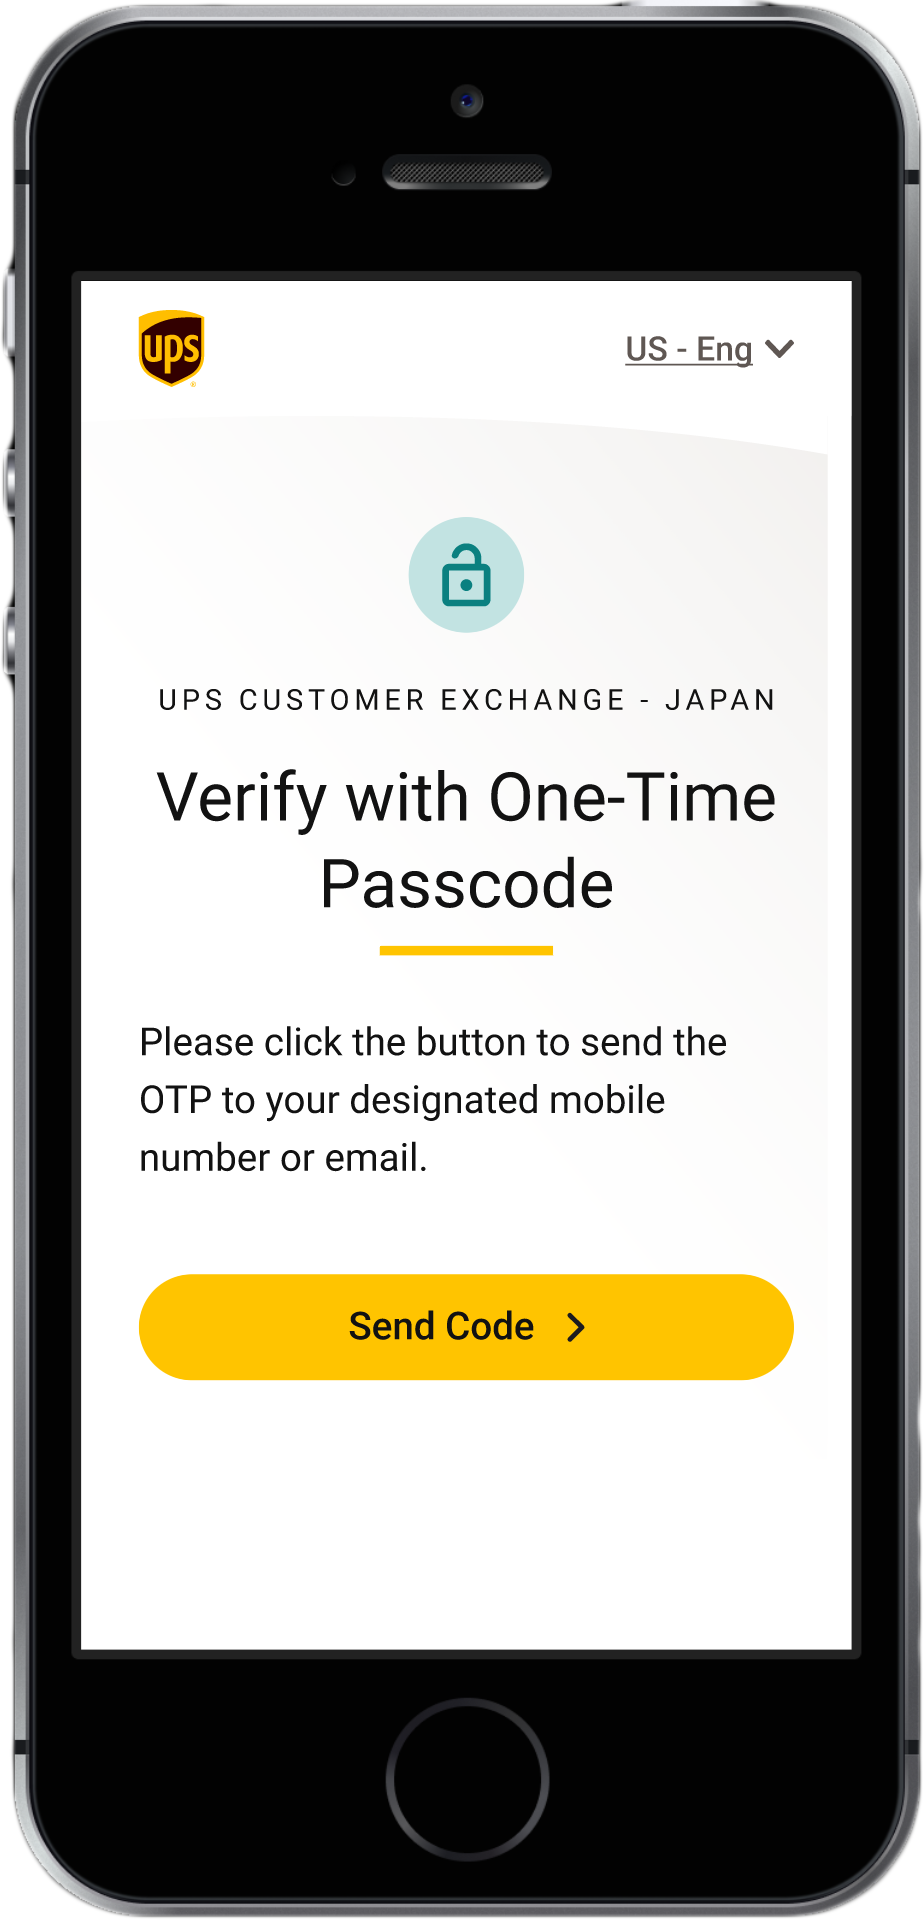 ups
US - Eng
UPS CUSTOMER EXCHANGE - JAPAN
Verify with One-Time
Passcode
Please click the button to send the
OTP to your designated mobile
number or email.
Send Code